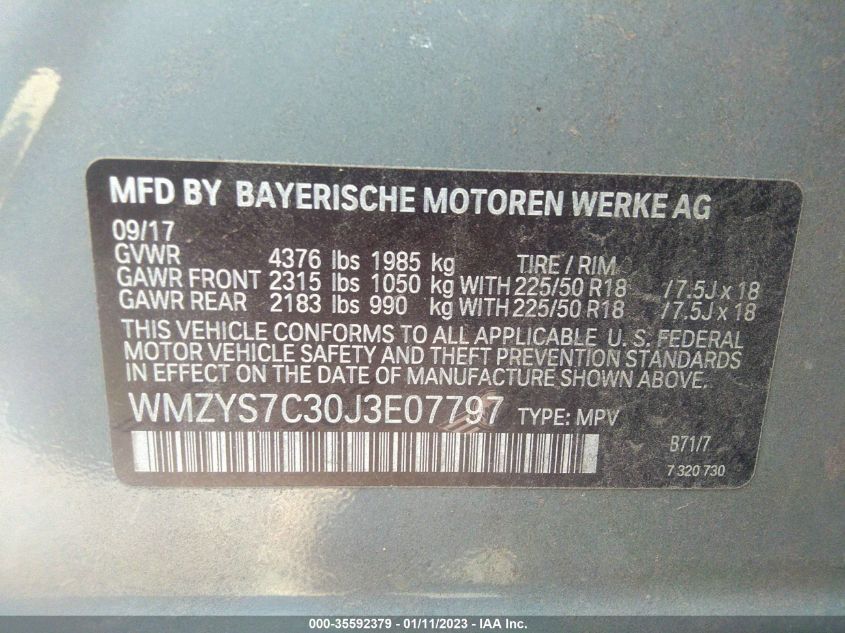 MFD BY BAYERISCHE MOTOREN WERKE AG
09/17
GVWR 4376 lbs 1985 kg TIRE / RIM
GAWR FRONT 2315 lbs 1050 kg WITH 225/50 R18 / 7.5J x 18
GAWR REAR 2183 lbs 990 kg WITH 225/50 R18 / 7.5J x 18
THIS VEHICLE CONFORMS TO ALL APPLICABLE U. S. FEDERAL
MOTOR VEHICLE SAFETY AND THEFT PREVENTION STANDARDS
IN EFFECT ON THE DATE OF MANUFACTURE SHOWN ABOVE.
WMZYS7C30J3E07797 TYPE: MPV
B71/7
7 320 730
000-35592379 - 01/11/2023 - IAA Inc.